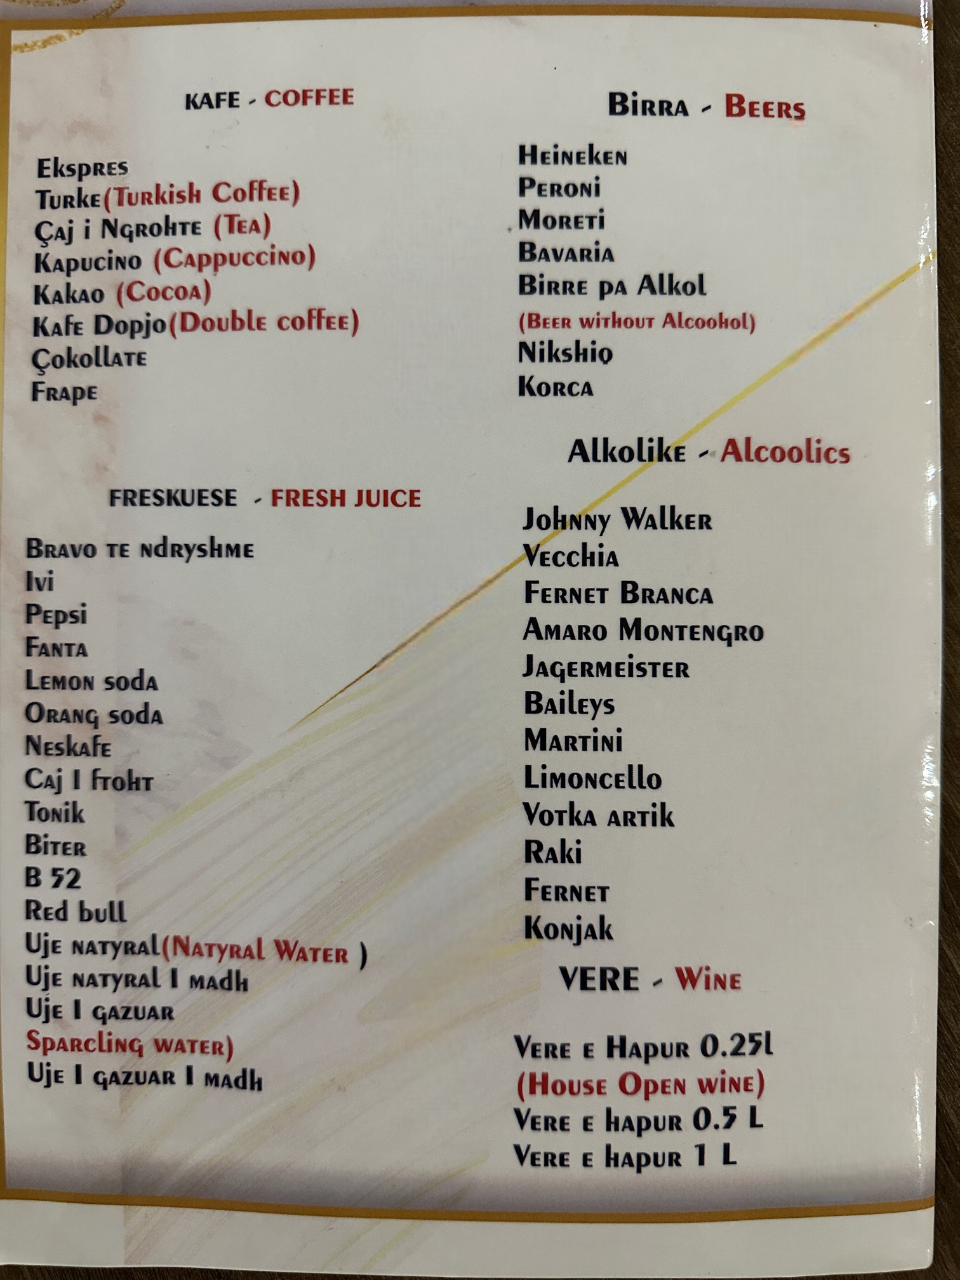 KAFE - COFFEE
Ekspres
Turke(Turkish Coffee)
Çaj i Ngrohte (Tea)
Kapucino (Cappuccino)
Kakao (Cocoa)
Kafe Dopjo(Double coffee)
Çokollate
Frape
FRESKUESE - FRESH JUICE
Bravo te ndryshme
Ivi
Pepsi
Fanta
Lemon soda
Orang soda
Neskafe
Caj I ftoht
Tonik
Biter
B 52
Red bull
Uje natyral(Natyral Water )
Uje natyral I madh
Uje I gazuar
Sparcling water)
Uje I gazuar I madh
Birra - Beers
Heineken
Peroni
Moreti
Bavaria
Birre pa Alkol
(Beer without Alcoohol)
Nikshiq
Korca
Alkolike - Alcoolics
Johnny Walker
Vecchia
Fernet Branca
Amaro Montengro
Jagermeister
Baileys
Martini
Limoncello
Votka artik
Raki
Fernet
Konjak
VERE - Wine
Vere e Hapur 0.25l
(House Open wine)
Vere e hapur 0.5 L
Vere e hapur 1 L